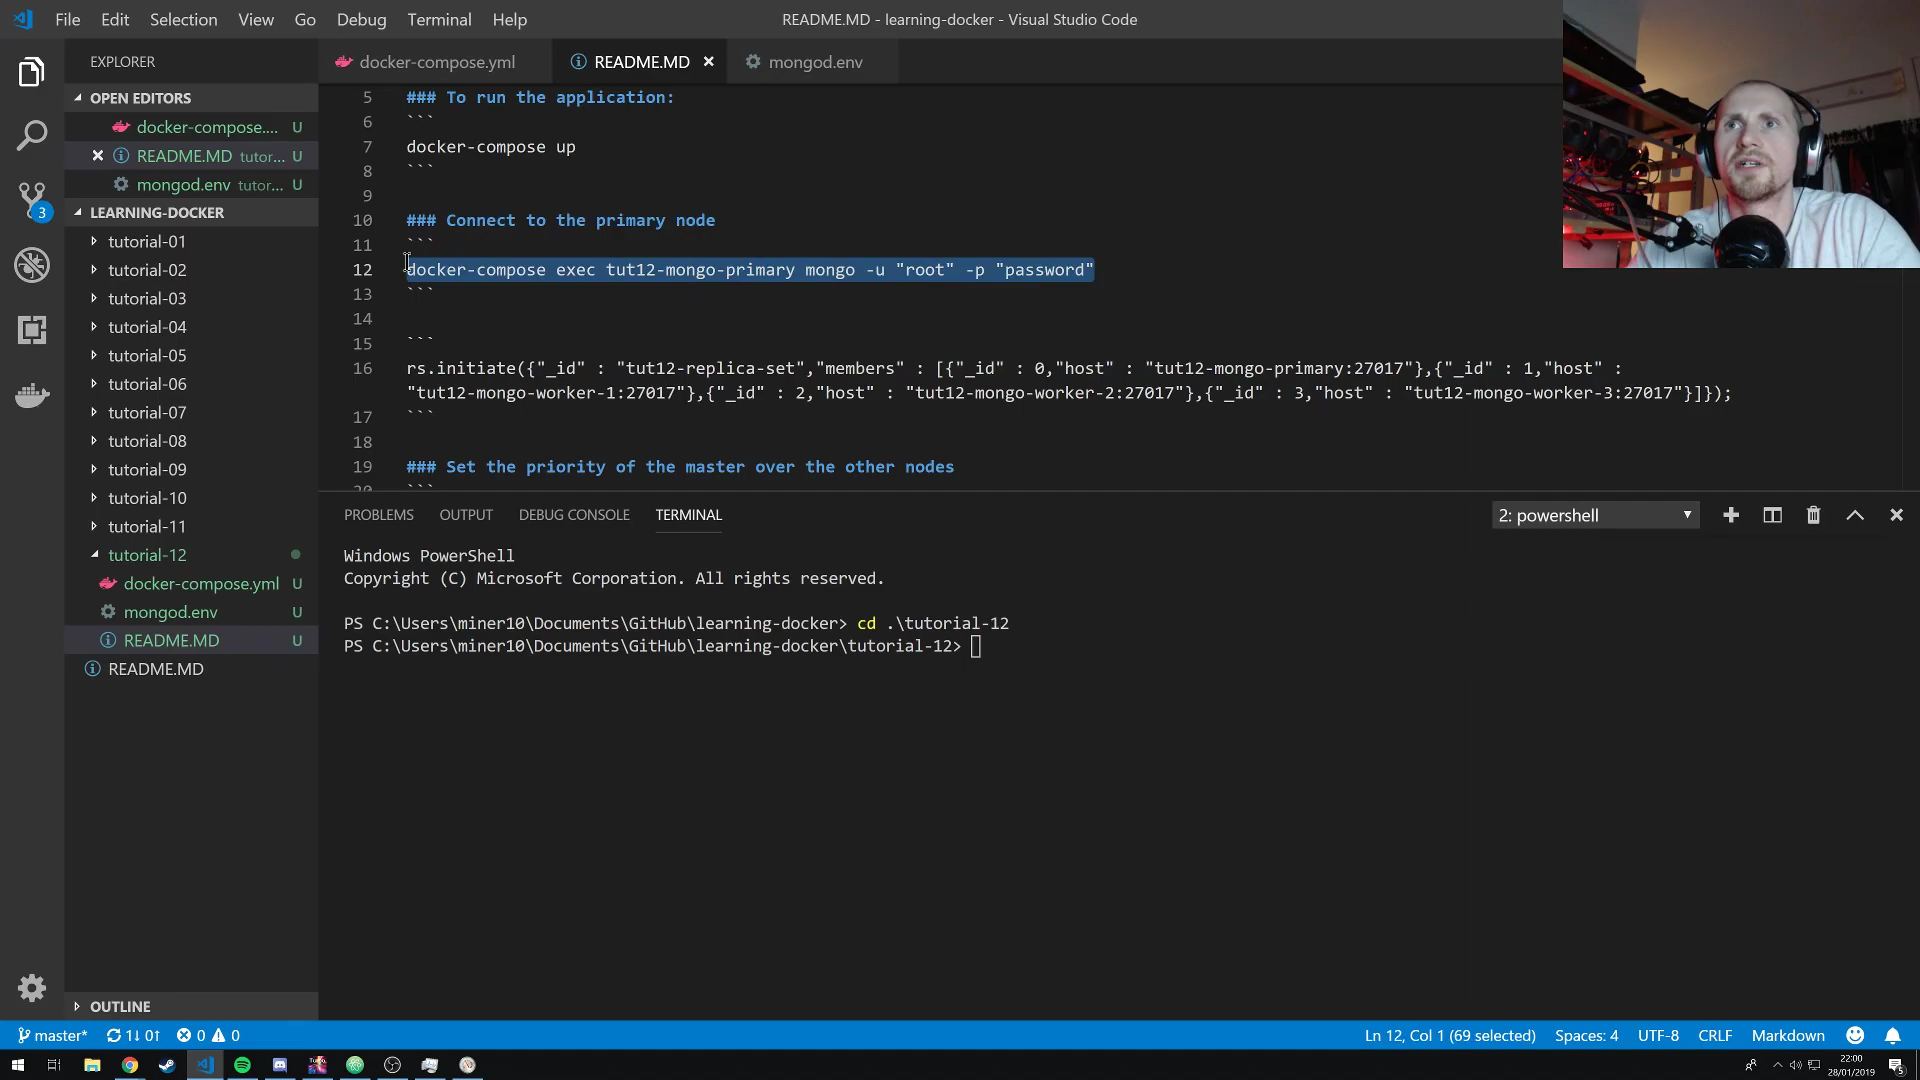 File Edit Selection View Go Debug Terminal Help
README.MD - learning-docker - Visual Studio Code
EXPLORER
OPEN EDITORS
docker-compose.... U
README.MD tutor... U
mongod.env tutor... U
LEARNING-DOCKER
tutorial-01
tutorial-02
tutorial-03
tutorial-04
tutorial-05
tutorial-06
tutorial-07
tutorial-08
tutorial-09
tutorial-10
tutorial-11
tutorial-12
docker-compose.yml U
mongod.env U
README.MD U
README.MD
OUTLINE
3
docker-compose.yml README.MD mongod.env
5 ### To run the application:
6 ```
7 docker-compose up
8 ```
9
10 ### Connect to the primary node
11 ```
12 docker-compose exec tut12-mongo-primary mongo -u "root" -p "password"
13 ```
14
15 ```
16 rs.initiate({"_id" : "tut12-replica-set","members" : [{"_id" : 0,"host" : "tut12-mongo-primary:27017"},{"_id" : 1,"host" :
"tut12-mongo-worker-1:27017"},{"_id" : 2,"host" : "tut12-mongo-worker-2:27017"},{"_id" : 3,"host" : "tut12-mongo-worker-3:27017"}]});
17 ```
18
19 ### Set the priority of the master over the other nodes
20 ```
PROBLEMS OUTPUT DEBUG CONSOLE TERMINAL
2: powershell
Windows PowerShell
Copyright (C) Microsoft Corporation. All rights reserved.
PS C:\Users\miner10\Documents\GitHub\learning-docker> cd .\tutorial-12
PS C:\Users\miner10\Documents\GitHub\learning-docker\tutorial-12>
master* 1↓ 0↑ 0 0
Ln 12, Col 1 (69 selected) Spaces: 4 UTF-8 CRLF Markdown
22:00
28/01/2019
5